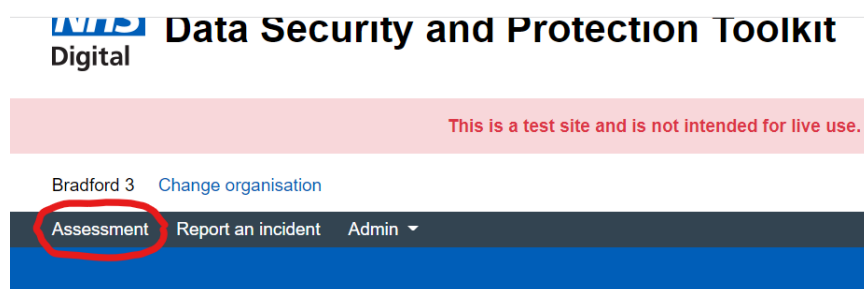 NHS
Digital
Data Security and Protection Toolkit
This is a test site and is not intended for live use.
Bradford 3 Change organisation
Assessment Report an incident Admin